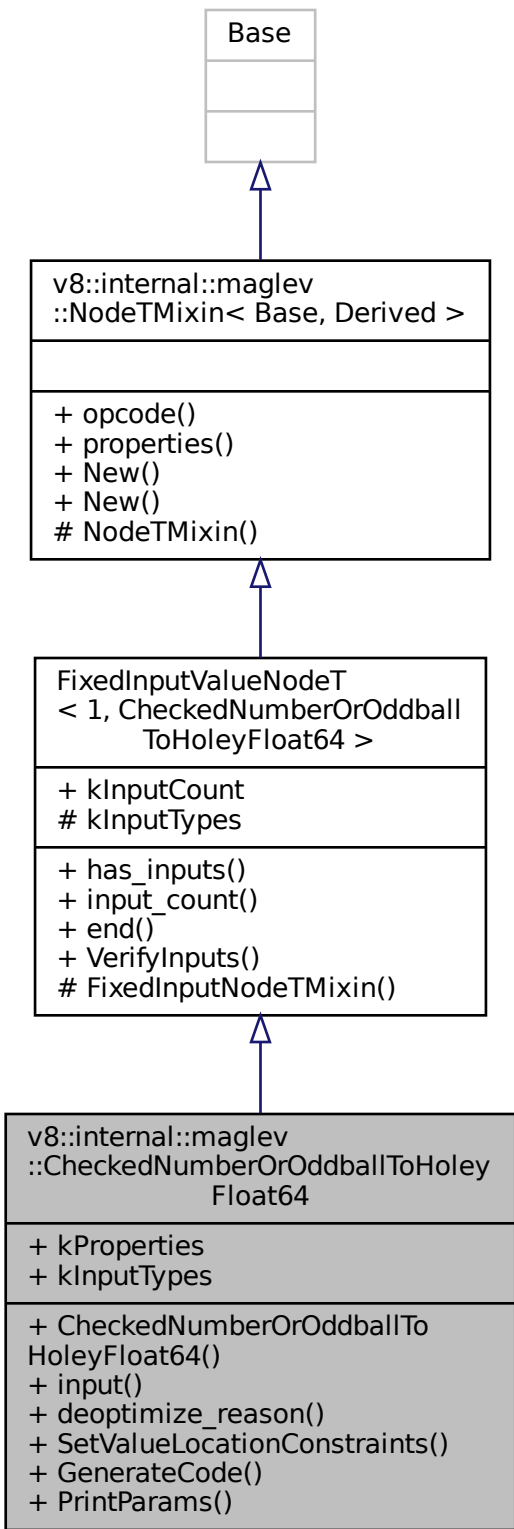 Base
v8::internal::maglev
::NodeTMixin< Base, Derived >
+ opcode()
+ properties()
+ New()
+ New()
# NodeTMixin()
FixedInputValueNodeT
< 1, CheckedNumberOrOddball
ToHoleyFloat64 >
+ kInputCount
# kInputTypes
+ has_inputs()
+ input_count()
+ end()
+ VerifyInputs()
# FixedInputNodeTMixin()
v8::internal::maglev
::CheckedNumberOrOddballToHoley
Float64
+ kProperties
+ kInputTypes
+ CheckedNumberOrOddballTo
HoleyFloat64()
+ input()
+ deoptimize_reason()
+ SetValueLocationConstraints()
+ GenerateCode()
+ PrintParams()